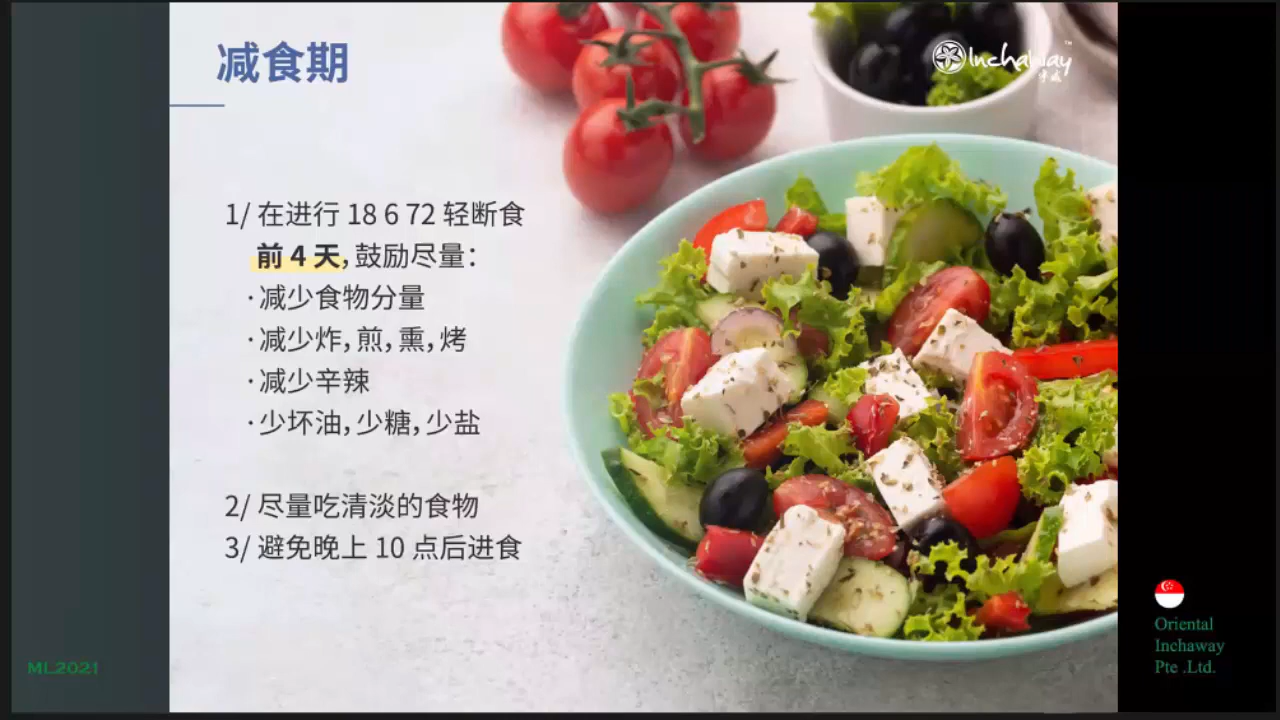 减食期
Inchaway™
1/ 在进行 18 6 72 轻断食
前 4 天，鼓励尽量：
·减少食物分量
·减少炸，煎，熏，烤
·减少辛辣
·少坏油，少糖，少盐
2/ 尽量吃清淡的食物
3/ 避免晚上 10 点后进食
ML2021
Oriental
Inchaway
Pte .Ltd.